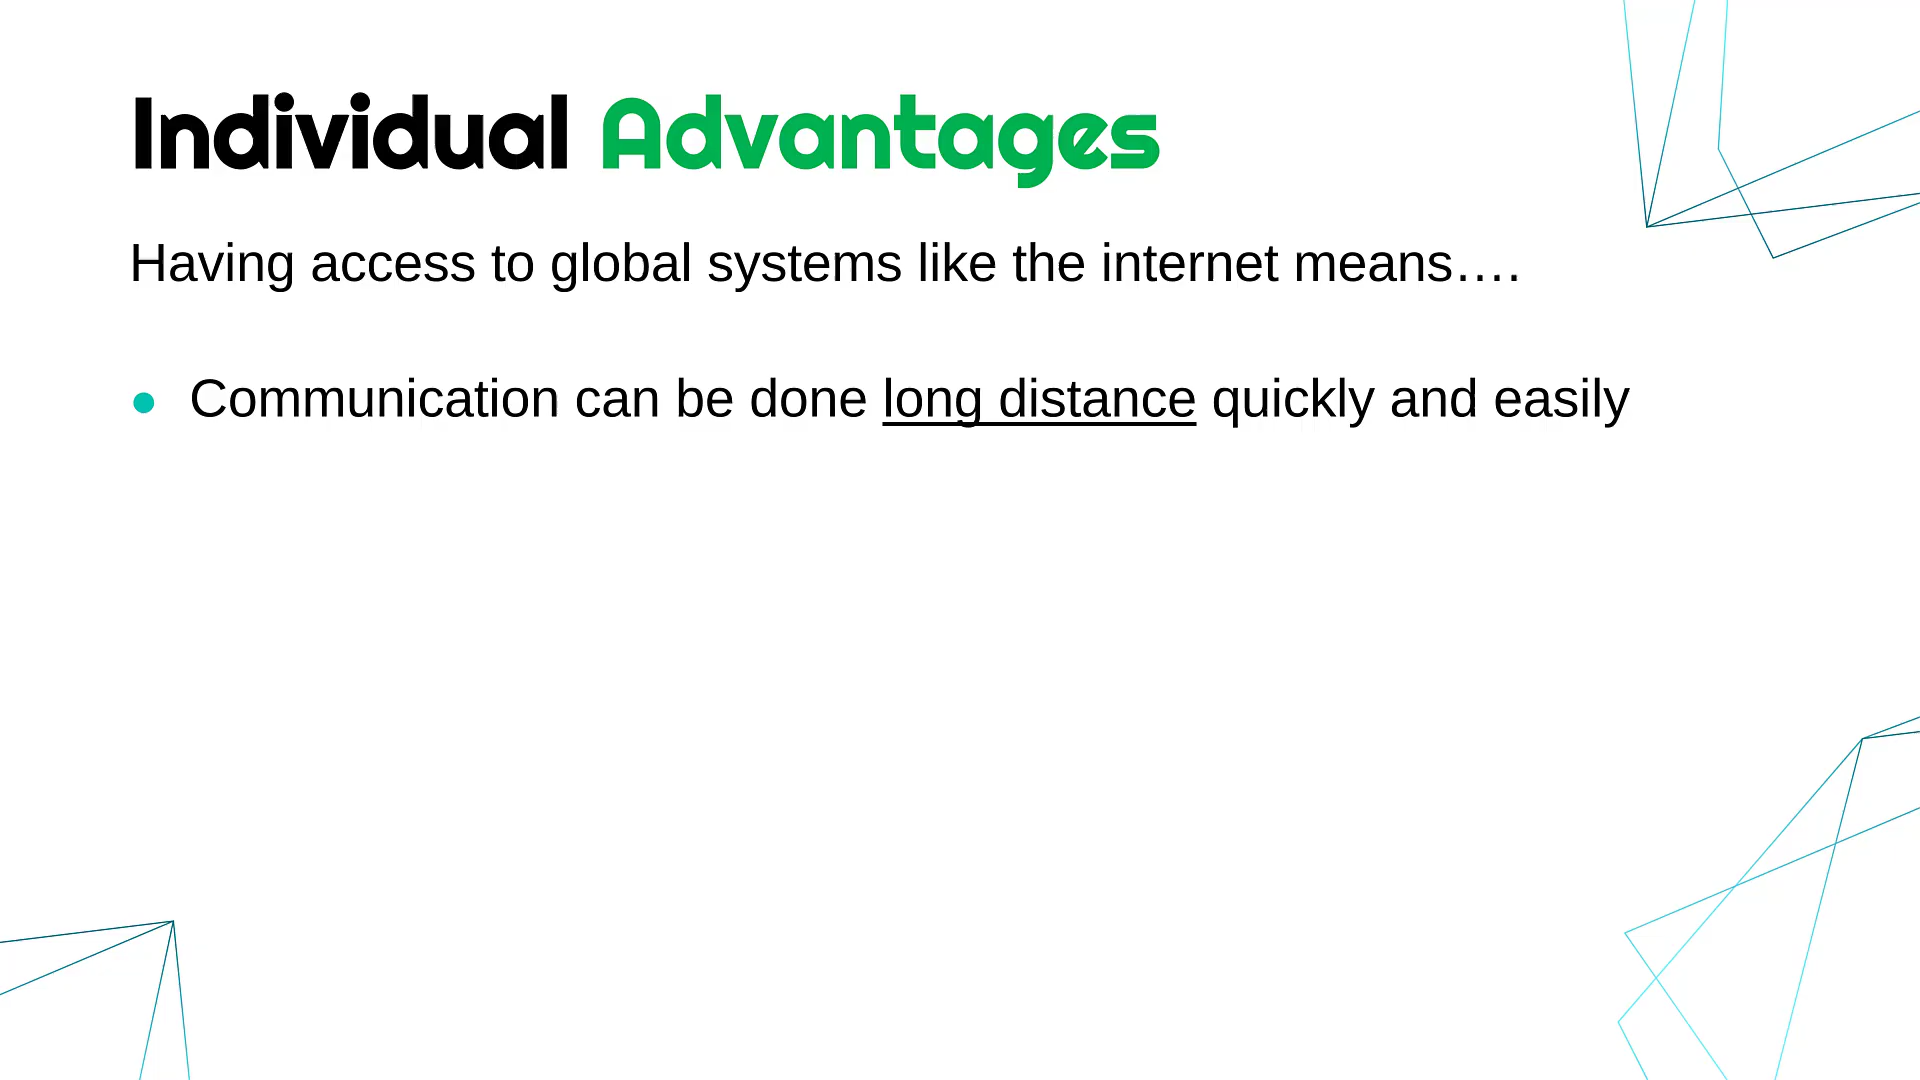 Individual Advantages
Having access to global systems like the internet means….
● Communication can be done long distance quickly and easily